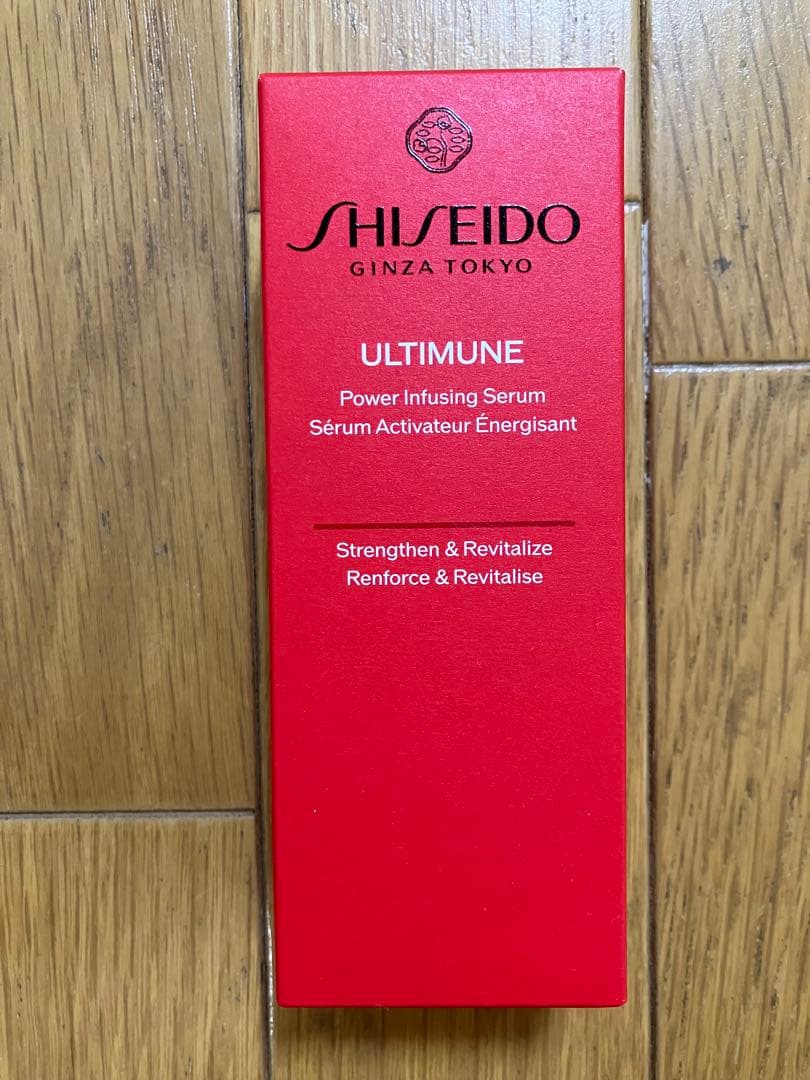 SHISEIDO
GINZA TOKYO
ULTIMUNE
Power Infusing Serum
Sérum Activateur Énergisant
Strengthen & Revitalize
Renforce & Revitalise